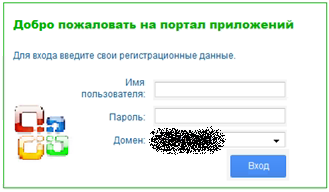 Добро пожаловать на портал приложений
Для входа введите свои регистрационные данные.
Имя
пользователя:
Пароль:
Домен:
Вход